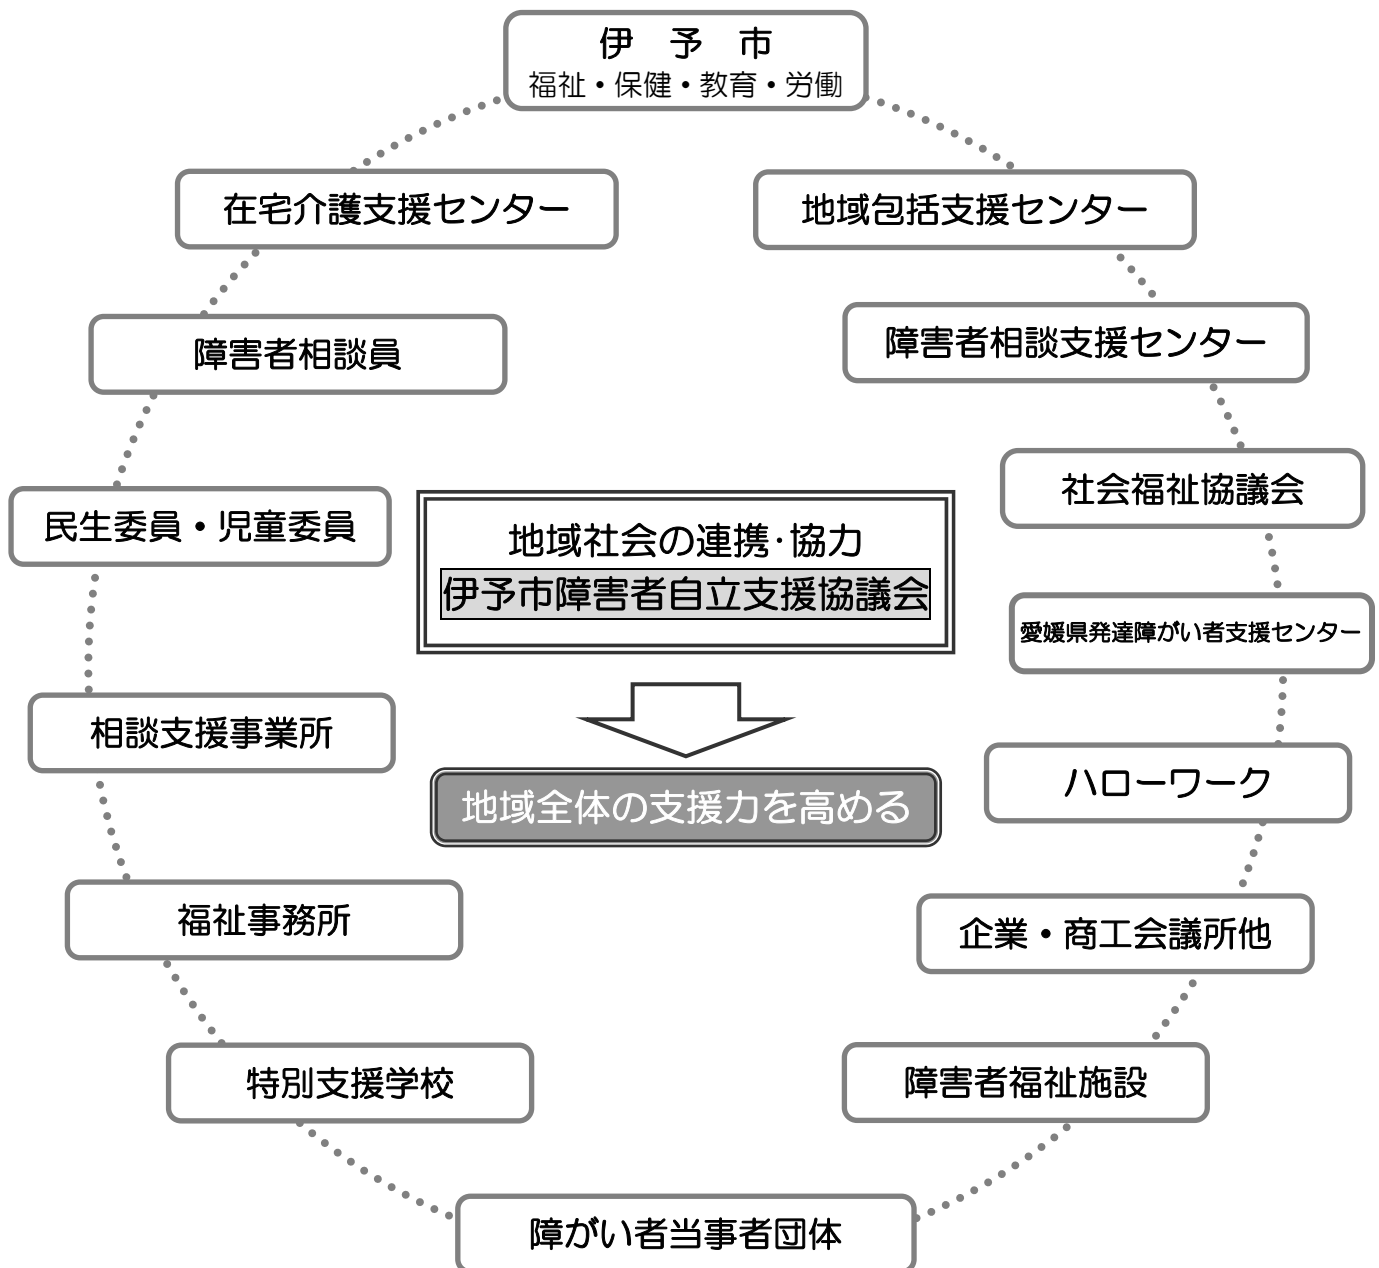 伊　予　市
福祉・保健・教育・労働
在宅介護支援センター
地域包括支援センター
障害者相談員
障害者相談支援センター
民生委員・児童委員
社会福祉協議会
地域社会の連携･協力
伊予市障害者自立支援協議会
愛媛県発達障がい者支援センター
相談支援事業所
ハローワーク
地域全体の支援力を高める
福祉事務所
企業・商工会議所他
特別支援学校
障害者福祉施設
障がい者当事者団体